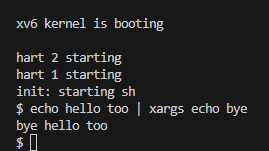 xv6 kernel is booting
hart 2 starting
hart 1 starting
init: starting sh
$ echo hello too | xargs echo bye
bye hello too
$